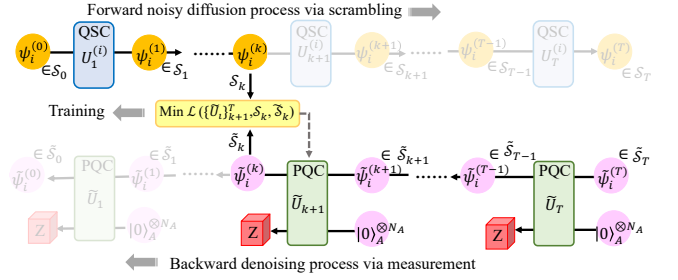 Forward noisy diffusion process via scrambling
ψ_i^(0) QSC U_1^(i) ψ_i^(1) ........ ψ_i^(k) QSC U_{k+1}^(i) ψ_i^(k+1) ........ ψ_i^(T−1) QSC U_T^(i) ψ_i^(T)
∈ S_0 ∈ S_1 S_k ∈ S_{k+1} ∈ S_{T−1} ∈ S_T
Training Min ℒ ({Ũ_ι}_{k+1}^T, S_k, S̃_k)
∈ S̃_0 ∈ S̃_1 S̃_k ∈ S̃_{k+1} ∈ S̃_{T−1} ∈ S̃_T
ψ̃_i^(0) PQC Ũ_1 ψ̃_i^(1) ........ ψ̃_i^(k) PQC Ũ_{k+1} ψ̃_i^(k+1) ........ ψ̃_i^(T−1) PQC Ũ_T ψ̃_i^(T)
Z |0⟩_A^{⊗N_A} Z |0⟩_A^{⊗N_A} Z |0⟩_A^{⊗N_A}
Backward denoising process via measurement